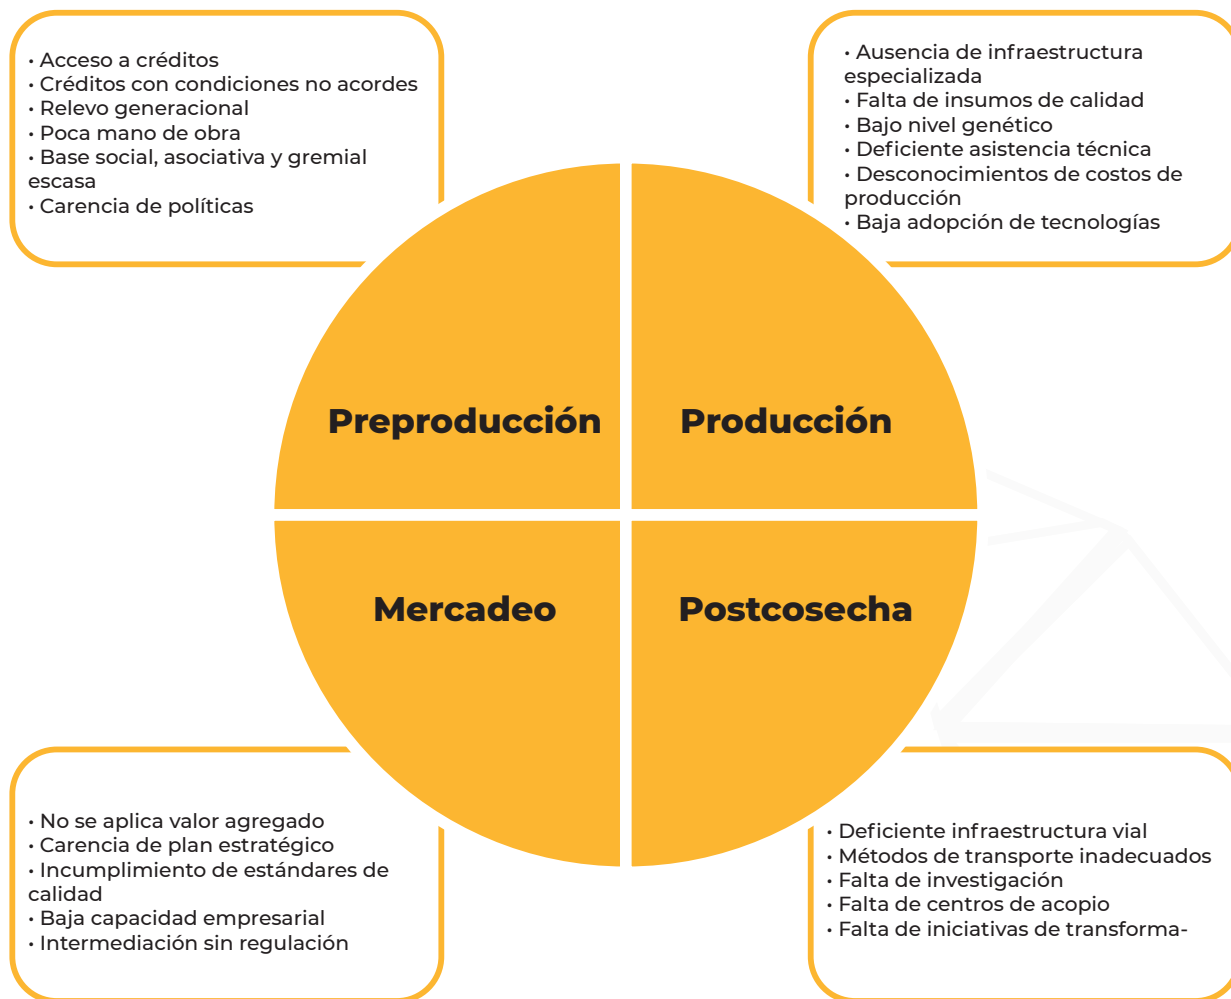 · Acceso a créditos
· Créditos con condiciones no acordes
· Relevo generacional
· Poca mano de obra
· Base social, asociativa y gremial
escasa
· Carencia de políticas
· Ausencia de infraestructura
especializada
· Falta de insumos de calidad
· Bajo nivel genético
· Deficiente asistencia técnica
· Desconocimientos de costos de
producción
· Baja adopción de tecnologías
Preproducción
Producción
Mercadeo
Postcosecha
· No se aplica valor agregado
· Carencia de plan estratégico
· Incumplimiento de estándares de
calidad
· Baja capacidad empresarial
· Intermediación sin regulación
· Deficiente infraestructura vial
· Métodos de transporte inadecuados
· Falta de investigación
· Falta de centros de acopio
· Falta de iniciativas de transforma-